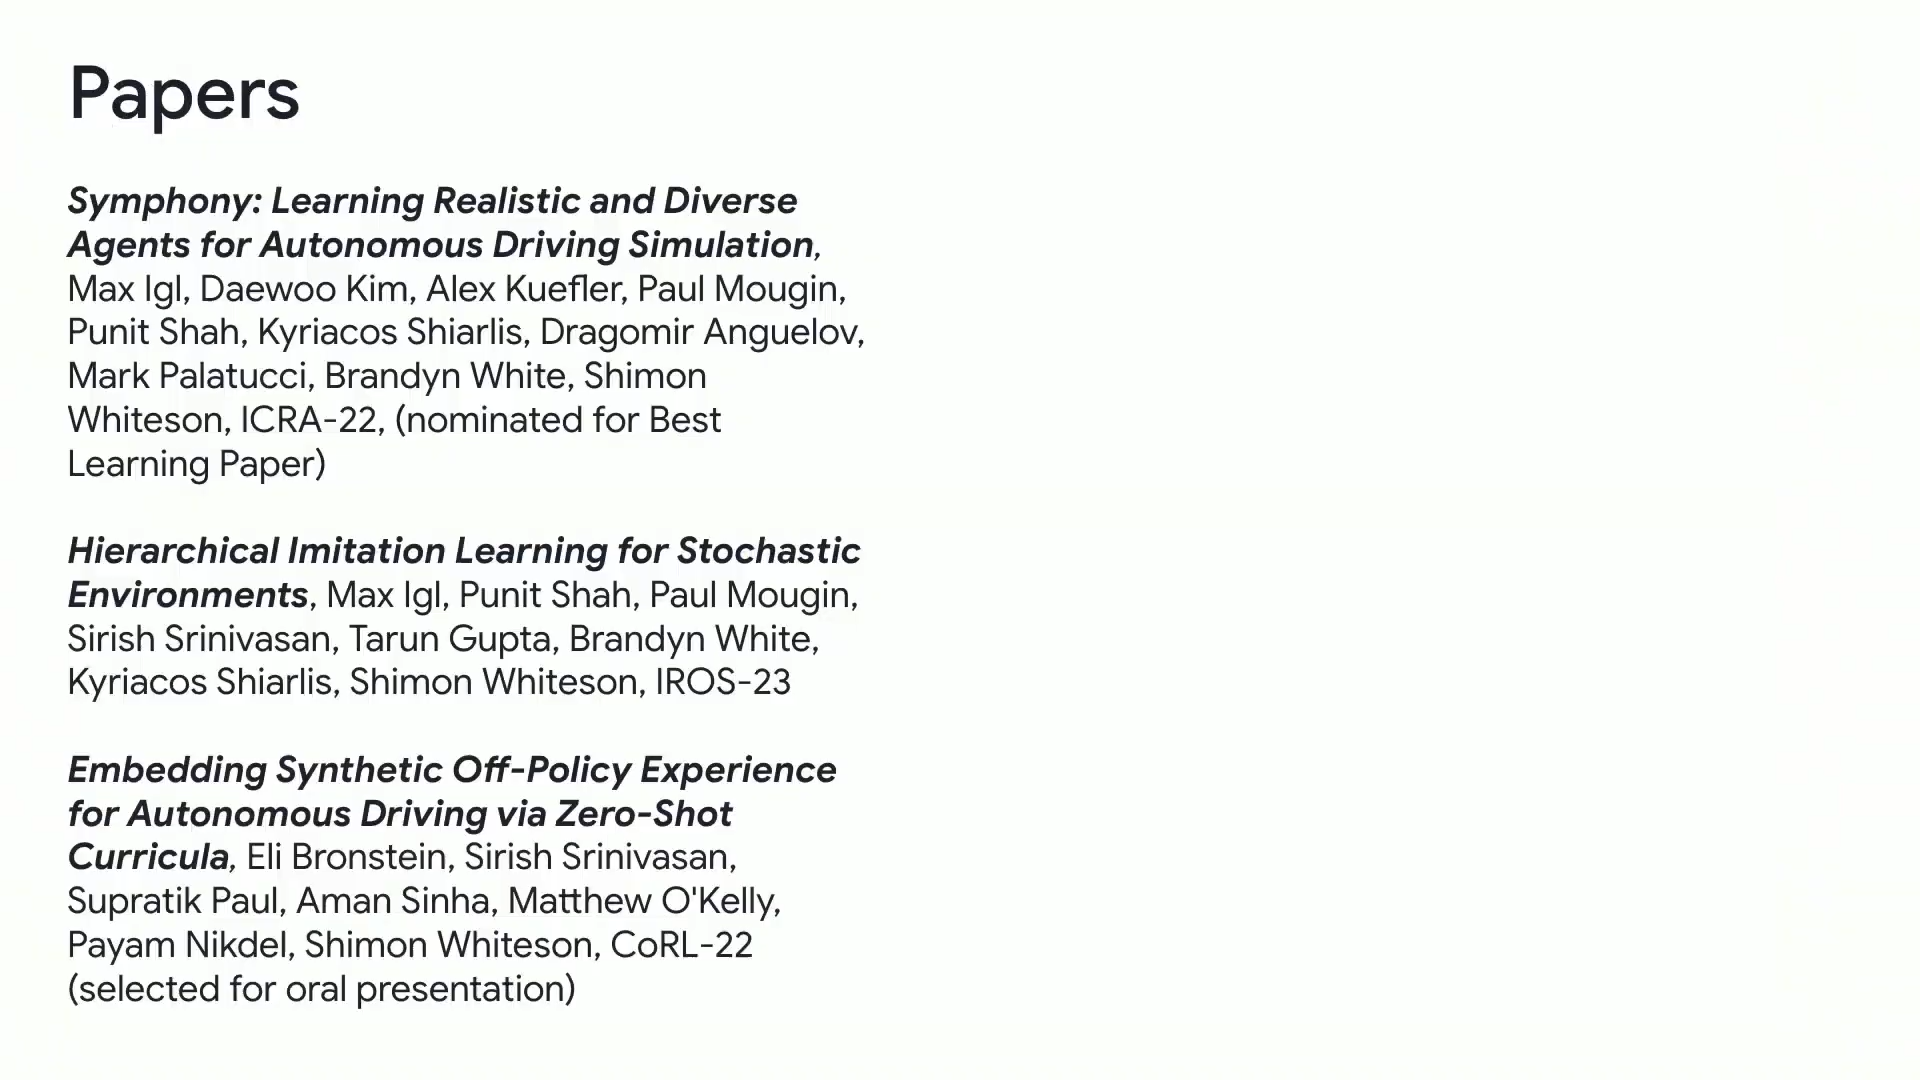 Papers
Symphony: Learning Realistic and Diverse
Agents for Autonomous Driving Simulation,
Max Igl, Daewoo Kim, Alex Kuefler, Paul Mougin,
Punit Shah, Kyriacos Shiarlis, Dragomir Anguelov,
Mark Palatucci, Brandyn White, Shimon
Whiteson, ICRA-22, (nominated for Best
Learning Paper)
Hierarchical Imitation Learning for Stochastic
Environments, Max Igl, Punit Shah, Paul Mougin,
Sirish Srinivasan, Tarun Gupta, Brandyn White,
Kyriacos Shiarlis, Shimon Whiteson, IROS-23
Embedding Synthetic Off-Policy Experience
for Autonomous Driving via Zero-Shot
Curricula, Eli Bronstein, Sirish Srinivasan,
Supratik Paul, Aman Sinha, Matthew O'Kelly,
Payam Nikdel, Shimon Whiteson, CoRL-22
(selected for oral presentation)